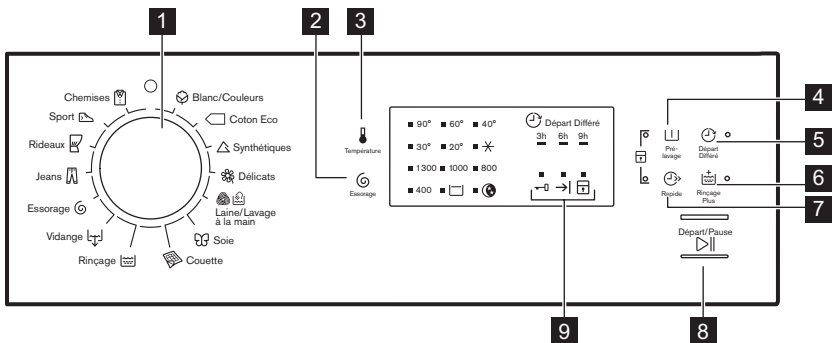 1
2
3
4
5
6
7
8
9
Chemises
Sport
Rideaux
Jeans
Essorage
Vidange
Rinçage
Blanc/Couleurs
Coton Eco
Synthétiques
Délicats
Laine/Lavage
à la main
Soie
Couette
Température
Essorage
90° 60° 40°
30° 20°
1300 1000 800
400
Départ Différé
3h 6h 9h
Pré-
lavage
Départ
Différé
Rapide
Rinçage
Plus
Départ/Pause